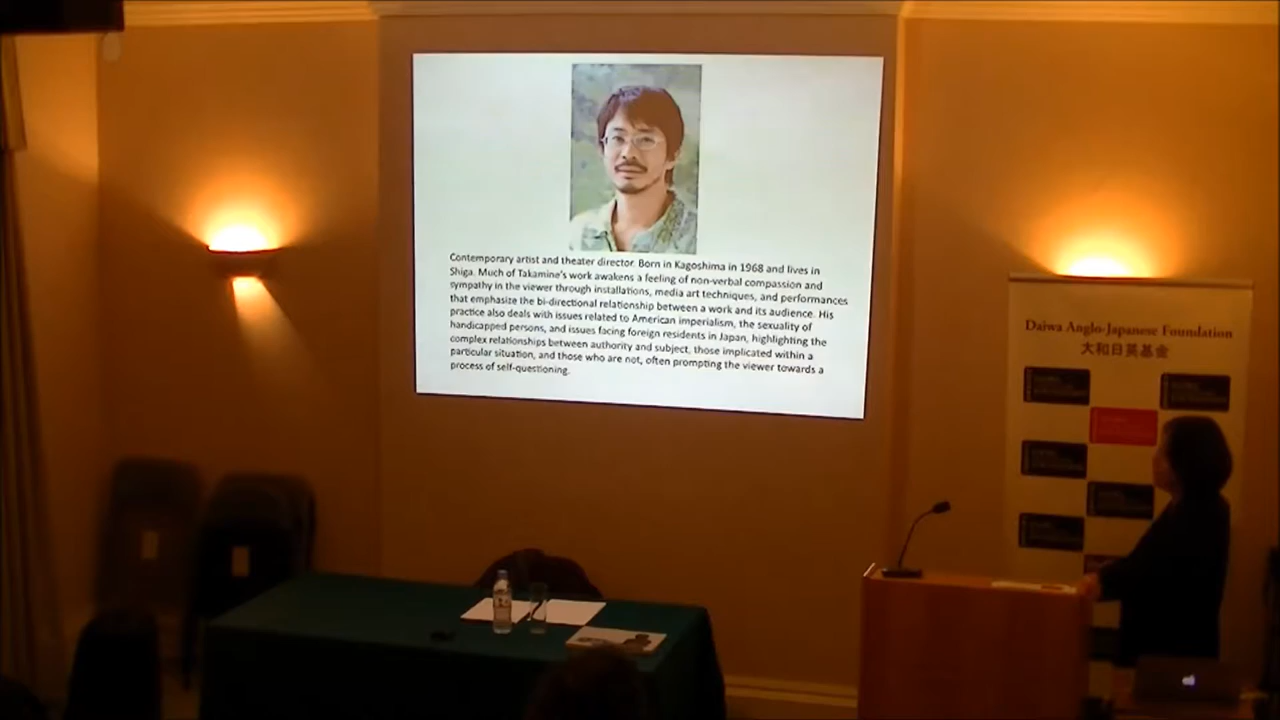 Contemporary artist and theater director. Born in Kagoshima in 1968 and lives in
Shiga. Much of Takamine's work awakens a feeling of non-verbal compassion and
sympathy in the viewer through installations, media art techniques, and performances
that emphasize the bi-directional relationship between a work and its audience. His
practice also deals with issues related to American imperialism, the sexuality of
handicapped persons, and issues facing foreign residents in Japan, highlighting the
complex relationships between authority and subject, those implicated within a
particular situation, and those who are not, often prompting the viewer towards a
process of self-questioning.
Daiwa Anglo-Japanese Foundation
大和日英基金